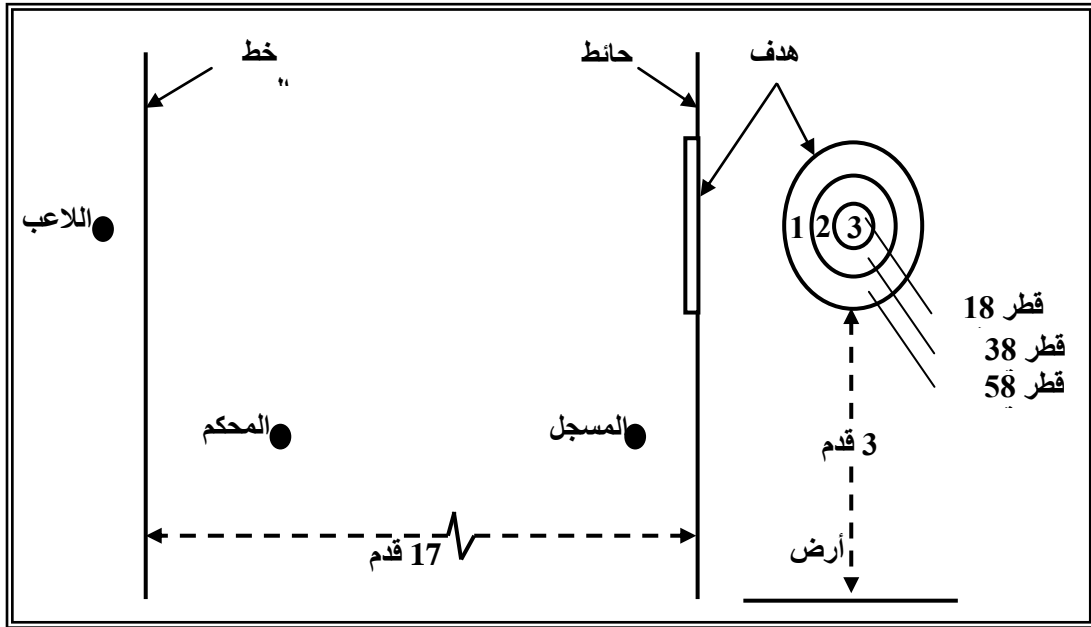 خط
حائط
هدف
اللاعب
1 2 3
قطر 18
قطر 38
قطر 58
المحكم
المسجل
3 قدم
17 قدم
أرض